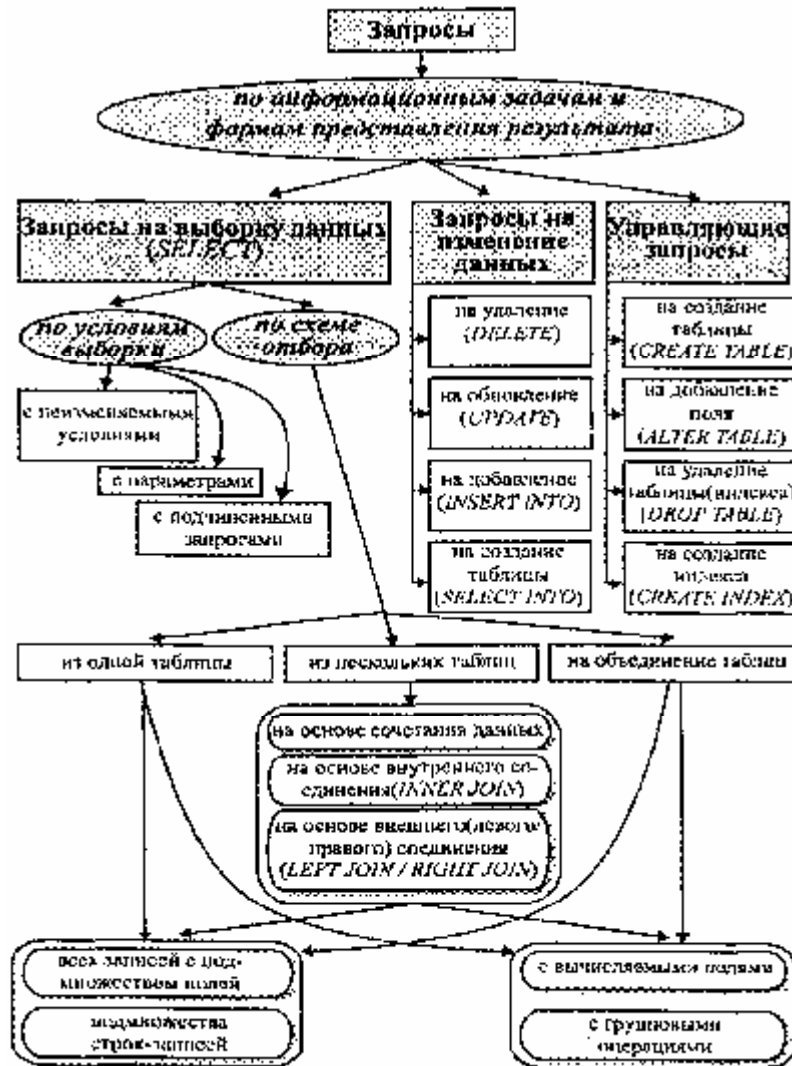 Запросы
по информационным задачам и
формам представления результата
Запросы на выборку данных
(SELECT)
Запросы на
изменение
данных
Управляющие
запросы
по условиям
выборки
по схеме
отбора
на удаление
(DELETE)
на создание
таблицы
(CREATE TABLE)
с неизменяемыми
условиями
на обновление
(UPDATE)
на добавление
поля
(ALTER TABLE)
с параметрами
на добавление
(INSERT INTO)
на удаление
таблицы(индекса)
(DROP TABLE)
с подчиненными
запросами
на создание
таблицы
(SELECT INTO)
на создание
индекса
(CREATE INDEX)
из одной таблицы
из нескольких таблиц
на объединение таблиц
на основе сочетания данных
на основе внутреннего со-
единения(INNER JOIN)
на основе внешнего(левого/
правого) соединения
(LEFT JOIN / RIGHT JOIN)
всех записей с под-
множеством полей
подмножества
строк-записей
с вычисляемыми полями
с групповыми
операциями